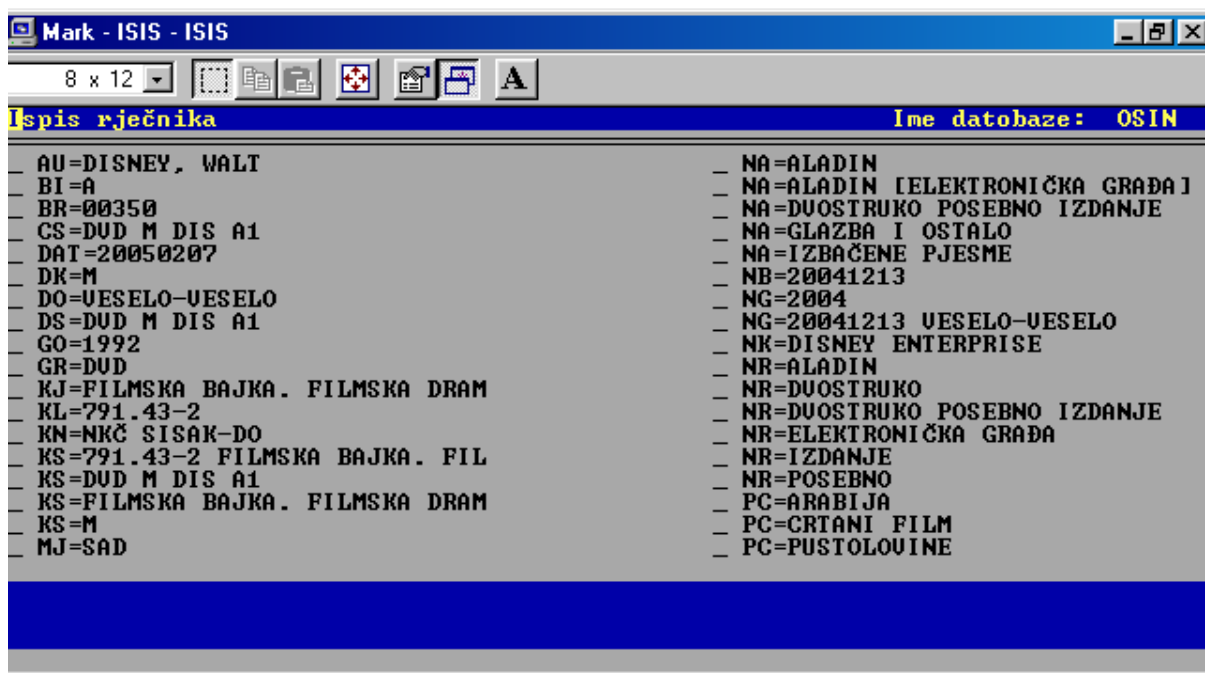 Mark - ISIS - ISIS
8 x 12
A
Ispis rječnika Ime datobaze: OSIN
_ AU=DISNEY, WALT
_ BI=A
_ BR=00350
_ CS=DVD M DIS A1
_ DAT=20050207
_ DK=M
_ DO=VESELO-VESELO
_ DS=DVD M DIS A1
_ GO=1992
_ GR=DVD
_ KJ=FILMSKA BAJKA. FILMSKA DRAM
_ KL=791.43-2
_ KN=NKČ SISAK-DO
_ KS=791.43-2 FILMSKA BAJKA. FIL
_ KS=DVD M DIS A1
_ KS=FILMSKA BAJKA. FILMSKA DRAM
_ KS=M
_ MJ=SAD
_ NA=ALADIN
_ NA=ALADIN [ELEKTRONIČKA GRAĐA]
_ NA=DVOSTRUKO POSEBNO IZDANJE
_ NA=GLAZBA I OSTALO
_ NA=IZBAČENE PJESME
_ NB=20041213
_ NG=2004
_ NG=20041213 VESELO-VESELO
_ NK=DISNEY ENTERPRISE
_ NR=ALADIN
_ NR=DVOSTRUKO
_ NR=DVOSTRUKO POSEBNO IZDANJE
_ NR=ELEKTRONIČKA GRAĐA
_ NR=IZDANJE
_ NR=POSEBNO
_ PC=ARABIJA
_ PC=CRTANI FILM
_ PC=PUSTOLOVINE